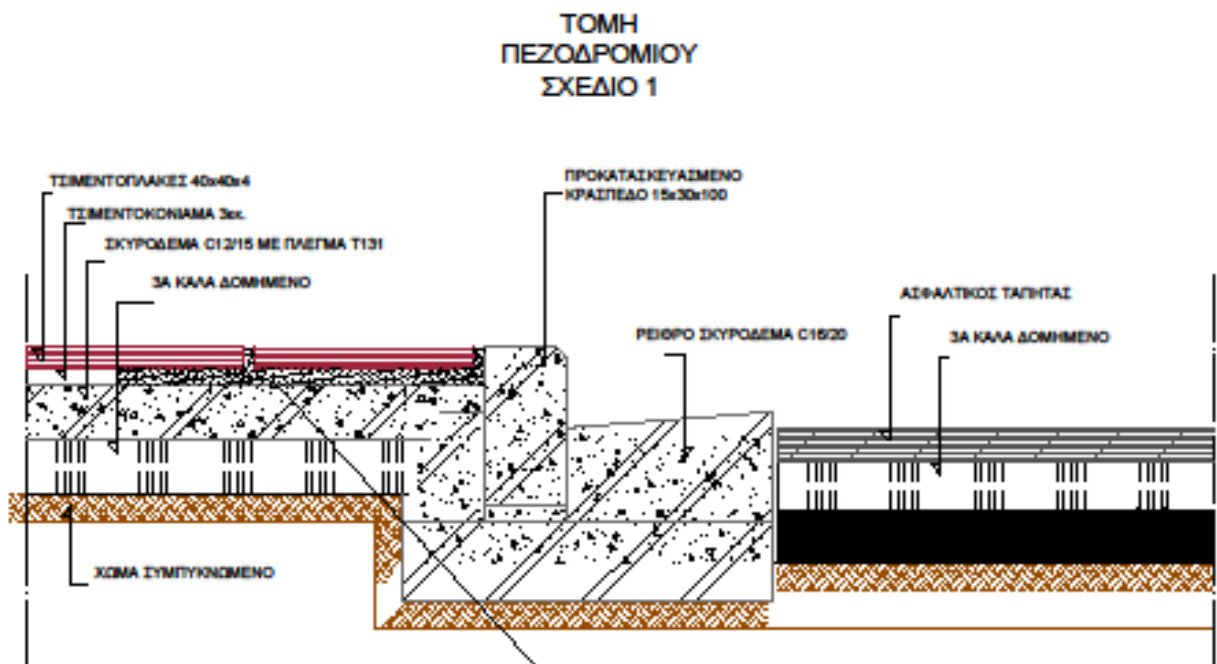 ΤΟΜΗ
ΠΕΖΟΔΡΟΜΙΟΥ
ΣΧΕΔΙΟ 1
ΤΣΙΜΕΝΤΟΠΛΑΚΕΣ 40x40x4
ΠΡΟΚΑΤΑΣΚΕΥΑΣΜΕΝΟ
ΚΡΑΣΠΕΔΟ 15x30x100
ΤΣΙΜΕΝΤΟΚΟΝΙΑΜΑ 3εκ.
ΣΚΥΡΟΔΕΜΑ C12/15 ΜΕ ΠΛΕΓΜΑ T131
3Α ΚΑΛΑ ΔΟΜΗΜΕΝΟ
ΑΣΦΑΛΤΙΚΟΣ ΤΑΠΗΤΑΣ
ΡΕΙΘΡΟ ΣΚΥΡΟΔΕΜΑ C16/20
3Α ΚΑΛΑ ΔΟΜΗΜΕΝΟ
ΧΩΜΑ ΣΥΜΠΥΚΝΩΜΕΝΟ